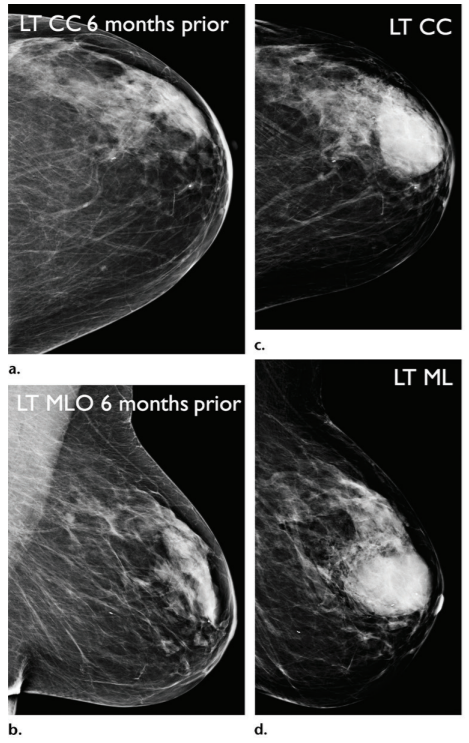 LT CC 6 months prior
LT CC
a.
c.
LT MLO 6 months prior
LT ML
b.
d.